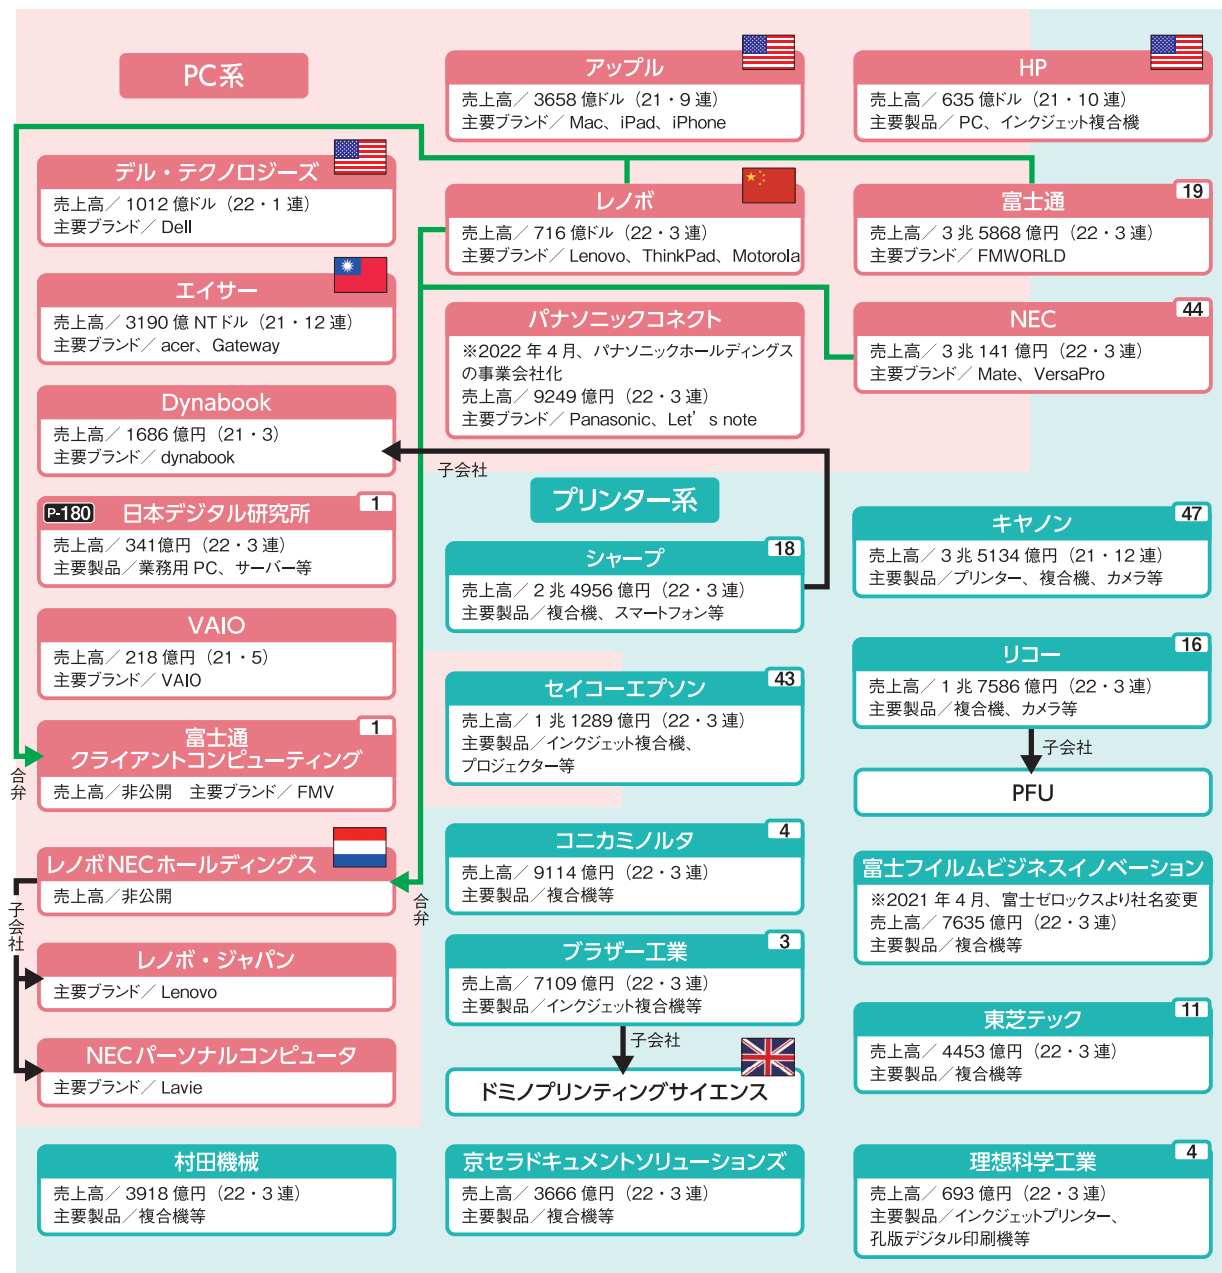 PC系
アップル
売上高／3658億ドル（21・9連）
主要ブランド／Mac、iPad、iPhone
HP
売上高／635億ドル（21・10連）
主要製品／PC、インクジェット複合機
デル・テクノロジーズ
売上高／1012億ドル（22・1連）
主要ブランド／Dell
レノボ
売上高／716億ドル（22・3連）
主要ブランド／Lenovo、ThinkPad、Motorola
富士通
19
売上高／3兆5868億円（22・3連）
主要ブランド／FMWORLD
エイサー
売上高／3190億NTドル（21・12連）
主要ブランド／acer、Gateway
パナソニックコネクト
※2022年4月、パナソニックホールディングス
の事業会社化
売上高／9249億円（22・3連）
主要ブランド／Panasonic、Let’s note
NEC
44
売上高／3兆141億円（22・3連）
主要ブランド／Mate、VersaPro
Dynabook
売上高／1686億円（21・3）
主要ブランド／dynabook
子会社
P-180
日本デジタル研究所
1
売上高／341億円（22・3連）
主要製品／業務用PC、サーバー等
プリンター系
シャープ
18
売上高／2兆4956億円（22・3連）
主要製品／複合機、スマートフォン等
キヤノン
47
売上高／3兆5134億円（21・12連）
主要製品／プリンター、複合機、カメラ等
VAIO
売上高／218億円（21・5）
主要ブランド／VAIO
セイコーエプソン
43
売上高／1兆1289億円（22・3連）
主要製品／インクジェット複合機、
プロジェクター等
リコー
16
売上高／1兆7586億円（22・3連）
主要製品／複合機、カメラ等
子会社
PFU
富士通
クライアントコンピューティング
1
売上高／非公開　主要ブランド／FMV
合弁
レノボNECホールディングス
売上高／非公開
合弁
子会社
コニカミノルタ
4
売上高／9114億円（22・3連）
主要製品／複合機等
富士フイルムビジネスイノベーション
※2021年4月、富士ゼロックスより社名変更
売上高／7635億円（22・3連）
主要製品／複合機等
レノボ・ジャパン
主要ブランド／Lenovo
ブラザー工業
3
売上高／7109億円（22・3連）
主要製品／インクジェット複合機等
子会社
ドミノプリンティングサイエンス
東芝テック
11
売上高／4453億円（22・3連）
主要製品／複合機等
NECパーソナルコンピュータ
主要ブランド／Lavie
村田機械
売上高／3918億円（22・3連）
主要製品／複合機等
京セラドキュメントソリューションズ
売上高／3666億円（22・3連）
主要製品／複合機等
理想科学工業
4
売上高／693億円（22・3連）
主要製品／インクジェットプリンター、
孔版デジタル印刷機等